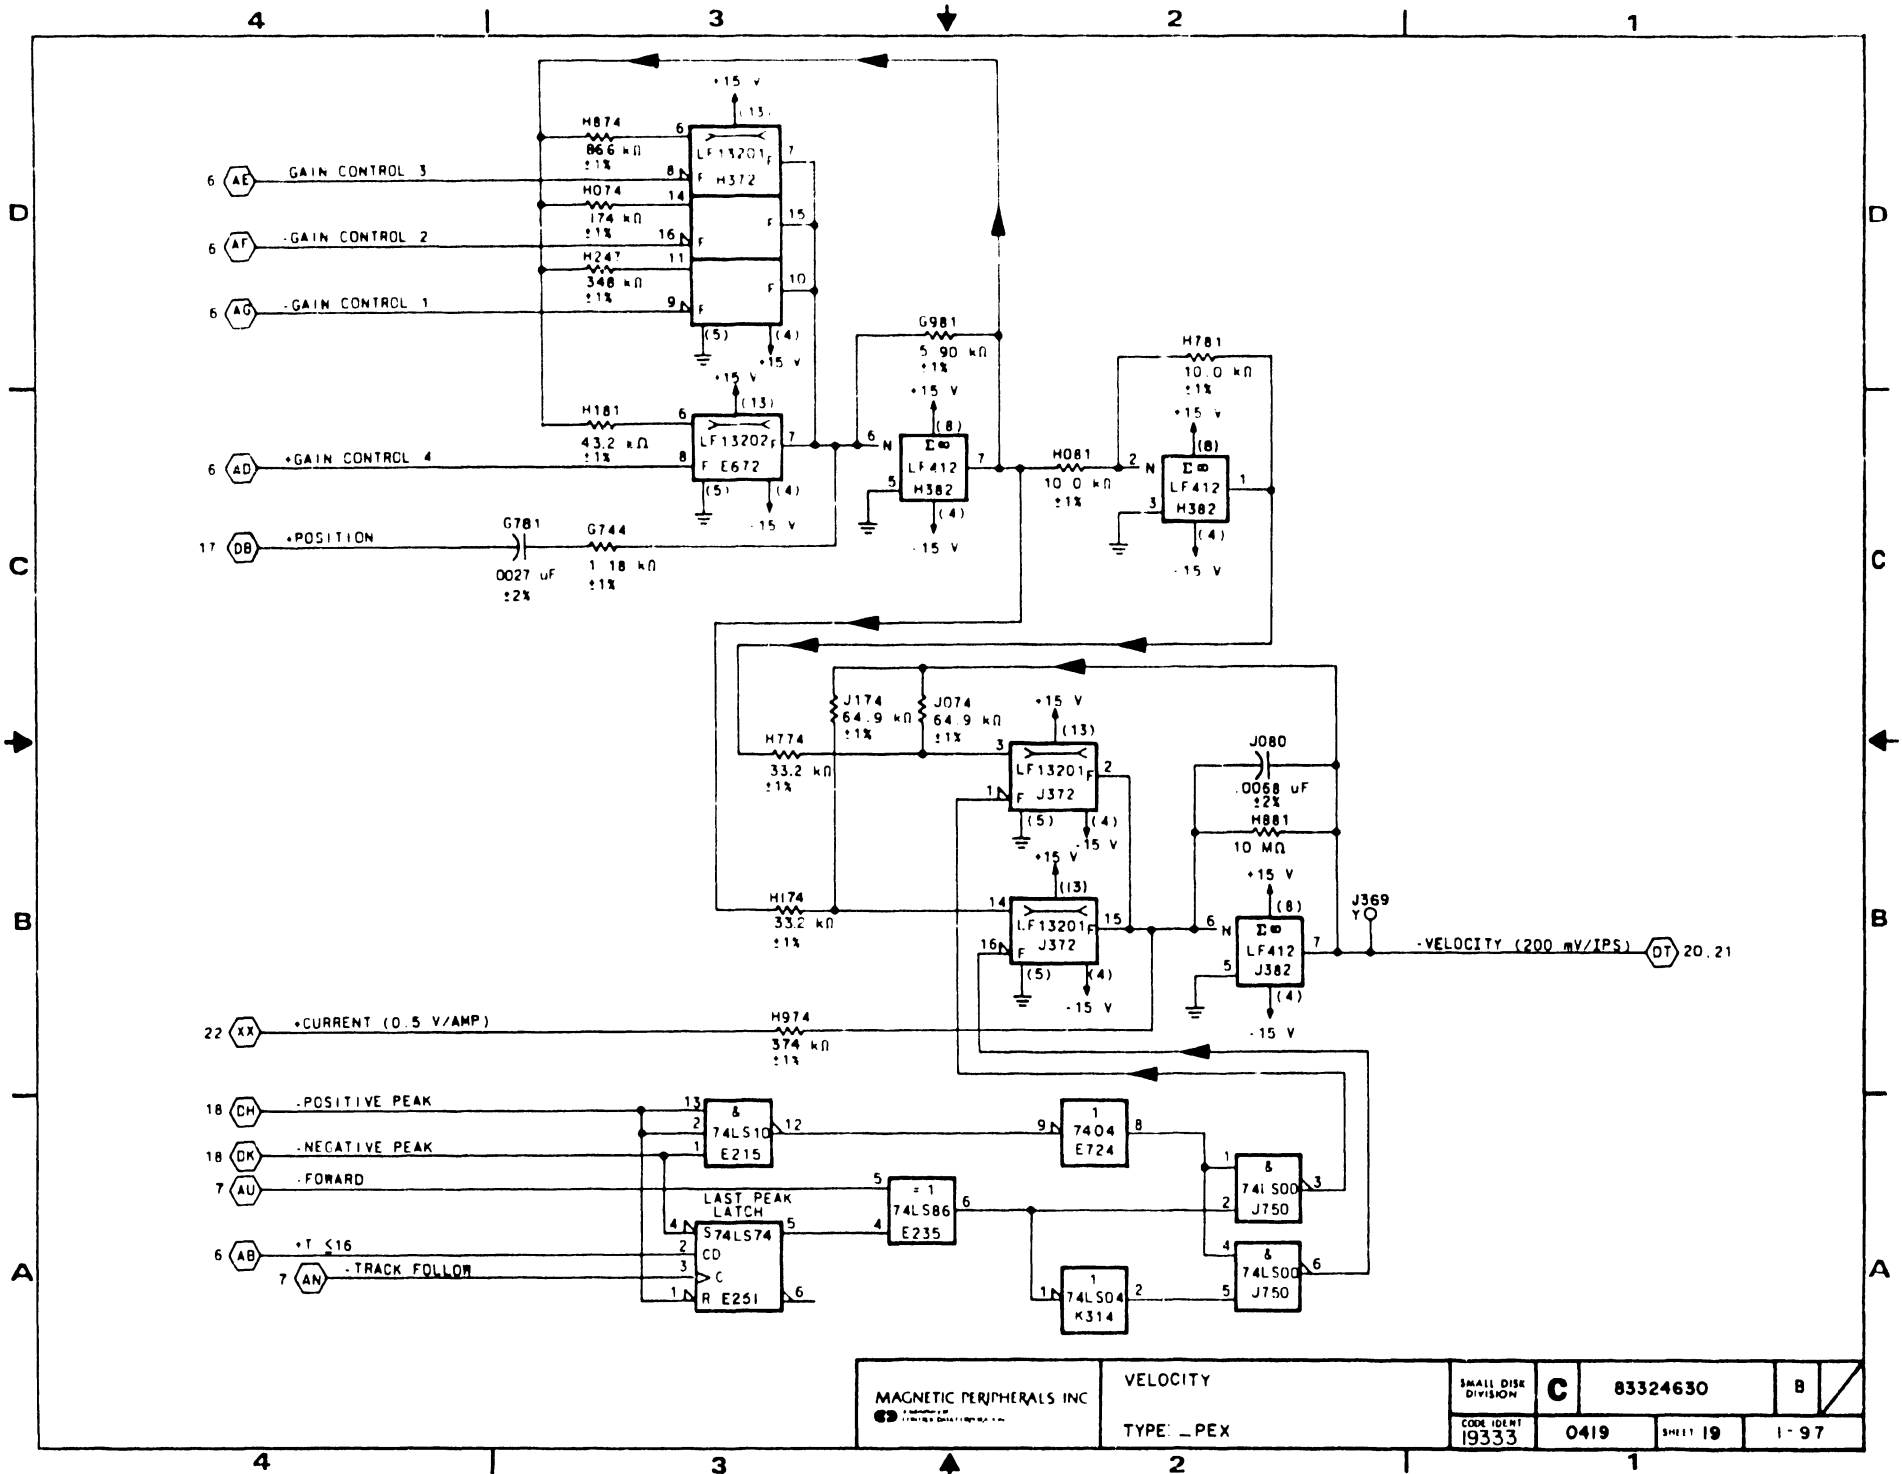 4 3 2 1
+15 V
(13)
H874
86.6 kΩ
±1%
6
LF13201
F
7
6 AE GAIN CONTROL 3
8
F H372
H074
174 kΩ
±1%
14
F
15
6 AF -GAIN CONTROL 2
16
F
H247
348 kΩ
±1%
11
F
10
6 AG -GAIN CONTROL 1
9
F
(5) (4)
+15 V
D D
G981
5.90 kΩ
±1%
H781
10.0 kΩ
±1%
+15 V
(13)
H181
43.2 kΩ
±1%
6
LF13202
F
7
6 AD +GAIN CONTROL 4
8
F E672
(5) (4)
-15 V
+15 V
(8)
6 N
Σ∞
LF412
7
5
H382
(4)
-15 V
H081
10.0 kΩ
±1%
+15 V
(8)
2 N
Σ∞
LF412
1
3
H382
(4)
-15 V
17 DB +POSITION
G781
.0027 uF
±2%
G744
1.18 kΩ
±1%
C C
J174
64.9 kΩ
±1%
J074
64.9 kΩ
±1%
+15 V
(13)
H774
33.2 kΩ
±1%
3
LF13201
F
2
1
F J372
(5) (4)
-15 V
J080
.0068 uF
±2%
H881
10 MΩ
+15 V
(13)
H174
33.2 kΩ
±1%
14
LF13201
F
15
16
F J372
(5) (4)
-15 V
+15 V
(8)
6 N
Σ∞
LF412
7
5
J382
(4)
-15 V
J369
Y
-VELOCITY (200 mV/IPS) DT 20,21
B B
22 XX +CURRENT (0.5 V/AMP)
H974
374 kΩ
±1%
18 DH -POSITIVE PEAK
13
2
1
&
74LS10
E215
12
18 DK -NEGATIVE PEAK
9
1
7404
E724
8
7 AU -FOWARD
5
4
= 1
74LS86
E235
6
1
2
&
74LS00
J750
3
LAST PEAK
LATCH
4
S 74LS74
5
6 AB +T ≤16
2
CD
7 AN -TRACK FOLLOW
3
C
1
R E251
6
1
1
74LS04
K314
2
4
5
&
74LS00
J750
6
A A
MAGNETIC PERIPHERALS INC
VELOCITY
TYPE: _PEX
SMALL DISK
DIVISION
C
83324630
B
CODE IDENT
19333
0419
SHEET 19
1-97
4 3 2 1